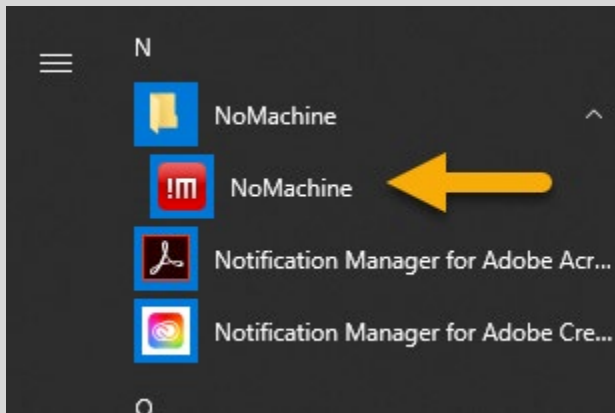 N
NoMachine
!M NoMachine
Notification Manager for Adobe Acr...
Notification Manager for Adobe Cre...
O